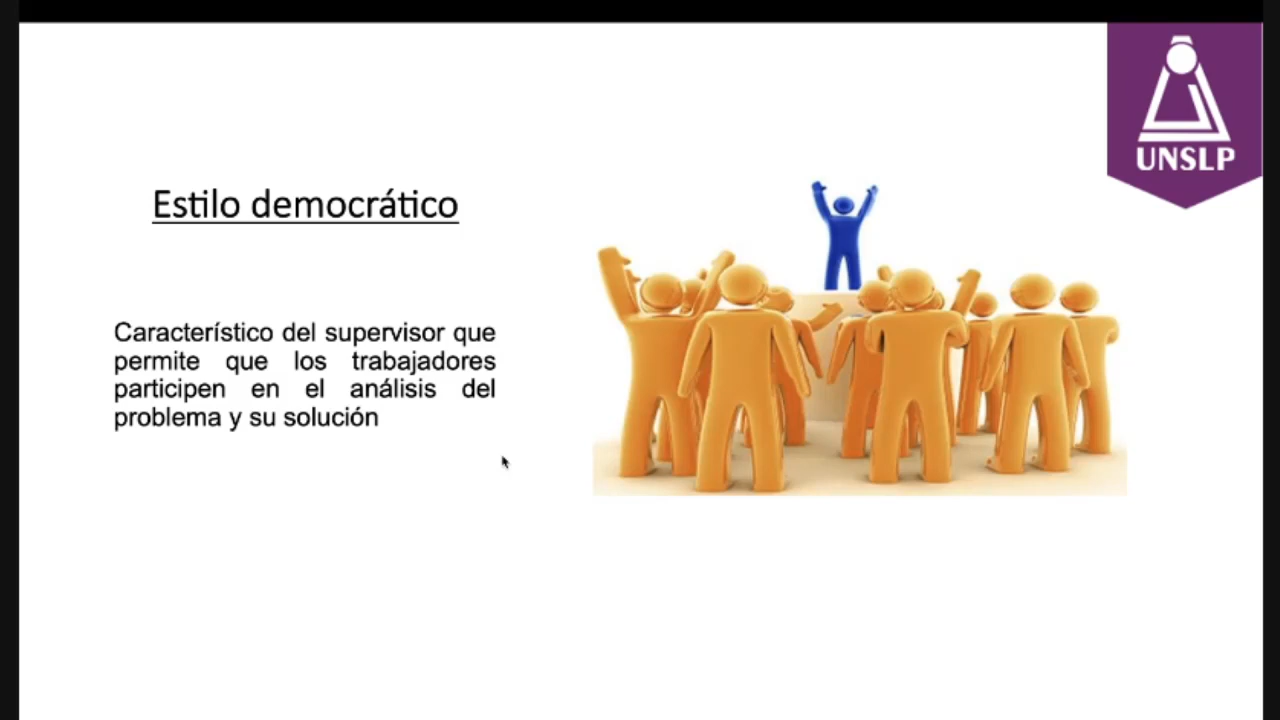 UNSLP
Estilo democrático
Característico del supervisor que
permite que los trabajadores
participen en el análisis del
problema y su solución